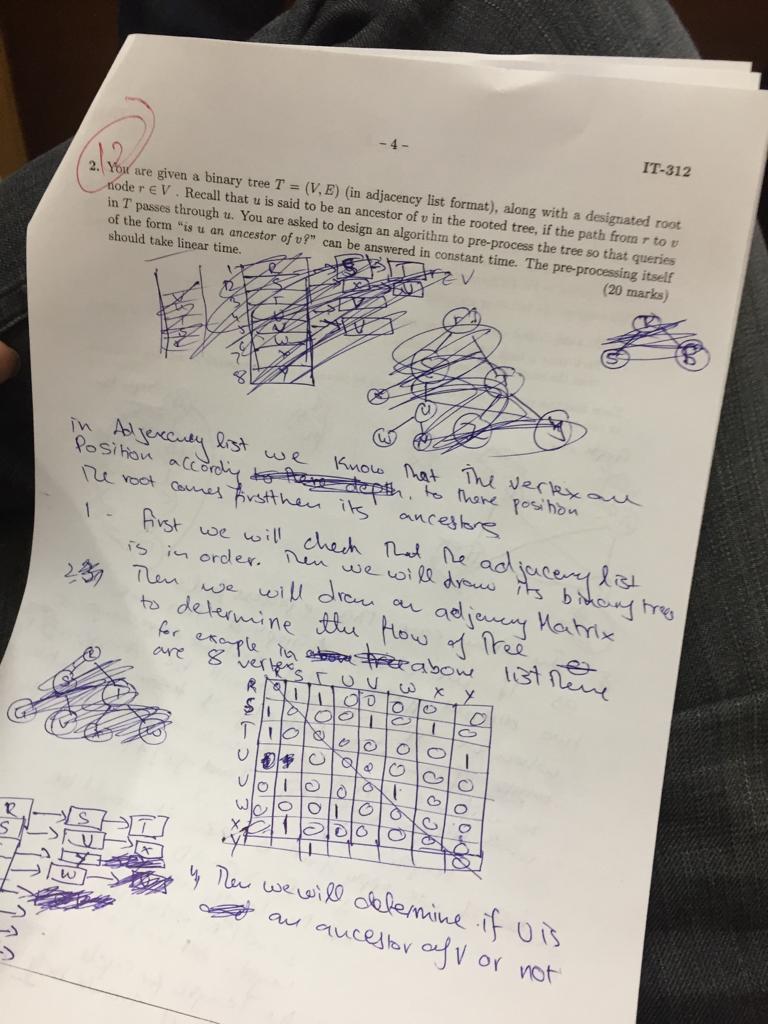 - 4 -
IT-312
12
2. You are given a binary tree T = (V, E) (in adjacency list format), along with a designated root
node r ∈ V . Recall that u is said to be an ancestor of v in the rooted tree, if the path from r to v
in T passes through u. You are asked to design an algorithm to pre-process the tree so that queries
of the form "is u an ancestor of v?" can be answered in constant time. The pre-processing itself
should take linear time.
(20 marks)
in Adjecency list we know that The vertex are
Position according to there position
The root comes first then its ancestors
1 - first we will check that The adjacency list
is in order. Then we will draw its binary trees
2 Then we will draw an adjency Matrix
to determine the flow of Tree
for example in above list There
are 8 vertex
R S T U V W X Y
R 0 1 1 0 0 0 0 0
S 1 0 0 0 1 0 1 0
T 1 0 0 0 0 0 0 1
U 0 0 0 0 0 0
V 0 1 0 0 0 1 0 0
W 0 0 0 1 0 0 0 0
X 0 1 0 0 0 0 0 0
Y 1 0
R S T
S U X
Y
W
4) Then we will determine if U is
an ancestor of V or not